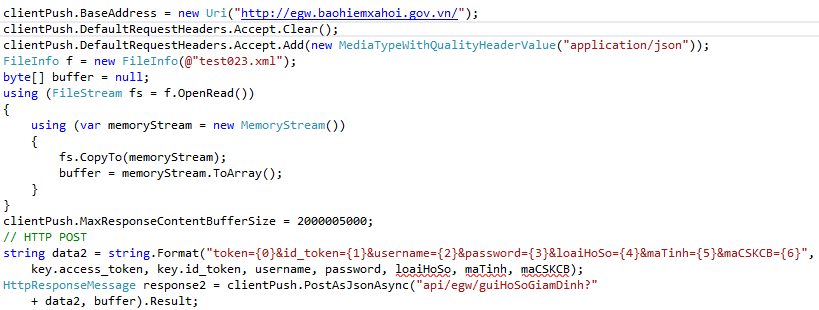 clientPush.BaseAddress = new Uri("http://egw.baohiemxahoi.gov.vn/");
clientPush.DefaultRequestHeaders.Accept.Clear();
clientPush.DefaultRequestHeaders.Accept.Add(new MediaTypeWithQualityHeaderValue("application/json"));
FileInfo f = new FileInfo(@"test023.xml");
byte[] buffer = null;
using (FileStream fs = f.OpenRead())
{
    using (var memoryStream = new MemoryStream())
    {
        fs.CopyTo(memoryStream);
        buffer = memoryStream.ToArray();
    }
}
clientPush.MaxResponseContentBufferSize = 2000005000;
// HTTP POST
string data2 = string.Format("token={0}&id_token={1}&username={2}&password={3}&loaiHoSo={4}&maTinh={5}&maCSKCB={6}",
    key.access_token, key.id_token, username, password, loaiHoSo, maTinh, maCSKCB);
HttpResponseMessage response2 = clientPush.PostAsJsonAsync("api/egw/guiHoSoGiamDinh?"
    + data2, buffer).Result;